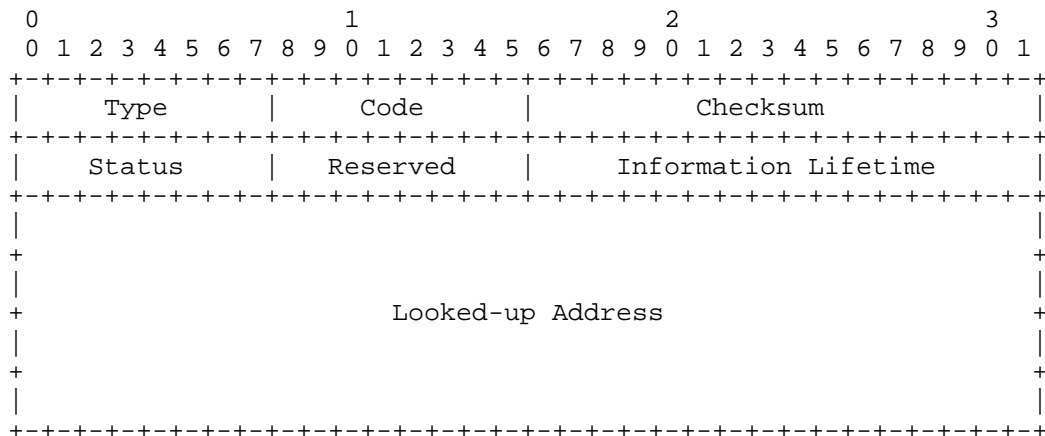 0                   1                   2                   3
 0 1 2 3 4 5 6 7 8 9 0 1 2 3 4 5 6 7 8 9 0 1 2 3 4 5 6 7 8 9 0 1
+-+-+-+-+-+-+-+-+-+-+-+-+-+-+-+-+-+-+-+-+-+-+-+-+-+-+-+-+-+-+-+-+
|     Type      |     Code      |          Checksum             |
+-+-+-+-+-+-+-+-+-+-+-+-+-+-+-+-+-+-+-+-+-+-+-+-+-+-+-+-+-+-+-+-+
|    Status     |   Reserved    |     Information Lifetime      |
+-+-+-+-+-+-+-+-+-+-+-+-+-+-+-+-+-+-+-+-+-+-+-+-+-+-+-+-+-+-+-+-+
|                                                               |
+                                                               +
|                                                               |
+                       Looked-up Address                       +
|                                                               |
+                                                               +
|                                                               |
+-+-+-+-+-+-+-+-+-+-+-+-+-+-+-+-+-+-+-+-+-+-+-+-+-+-+-+-+-+-+-+-+